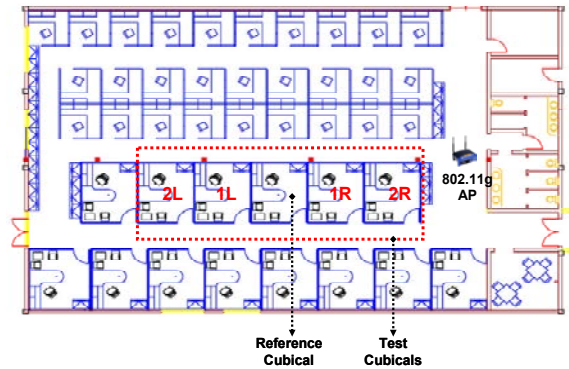 802.11g
AP
2L 1L 1R 2R
Reference
Cubical
Test
Cubicals